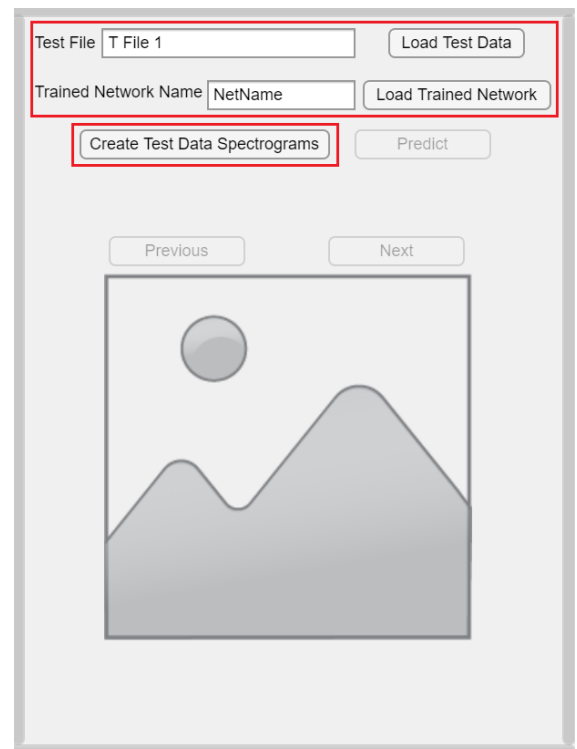 Test File T File 1 Load Test Data
Trained Network Name NetName Load Trained Network
Create Test Data Spectrograms Predict
Previous Next